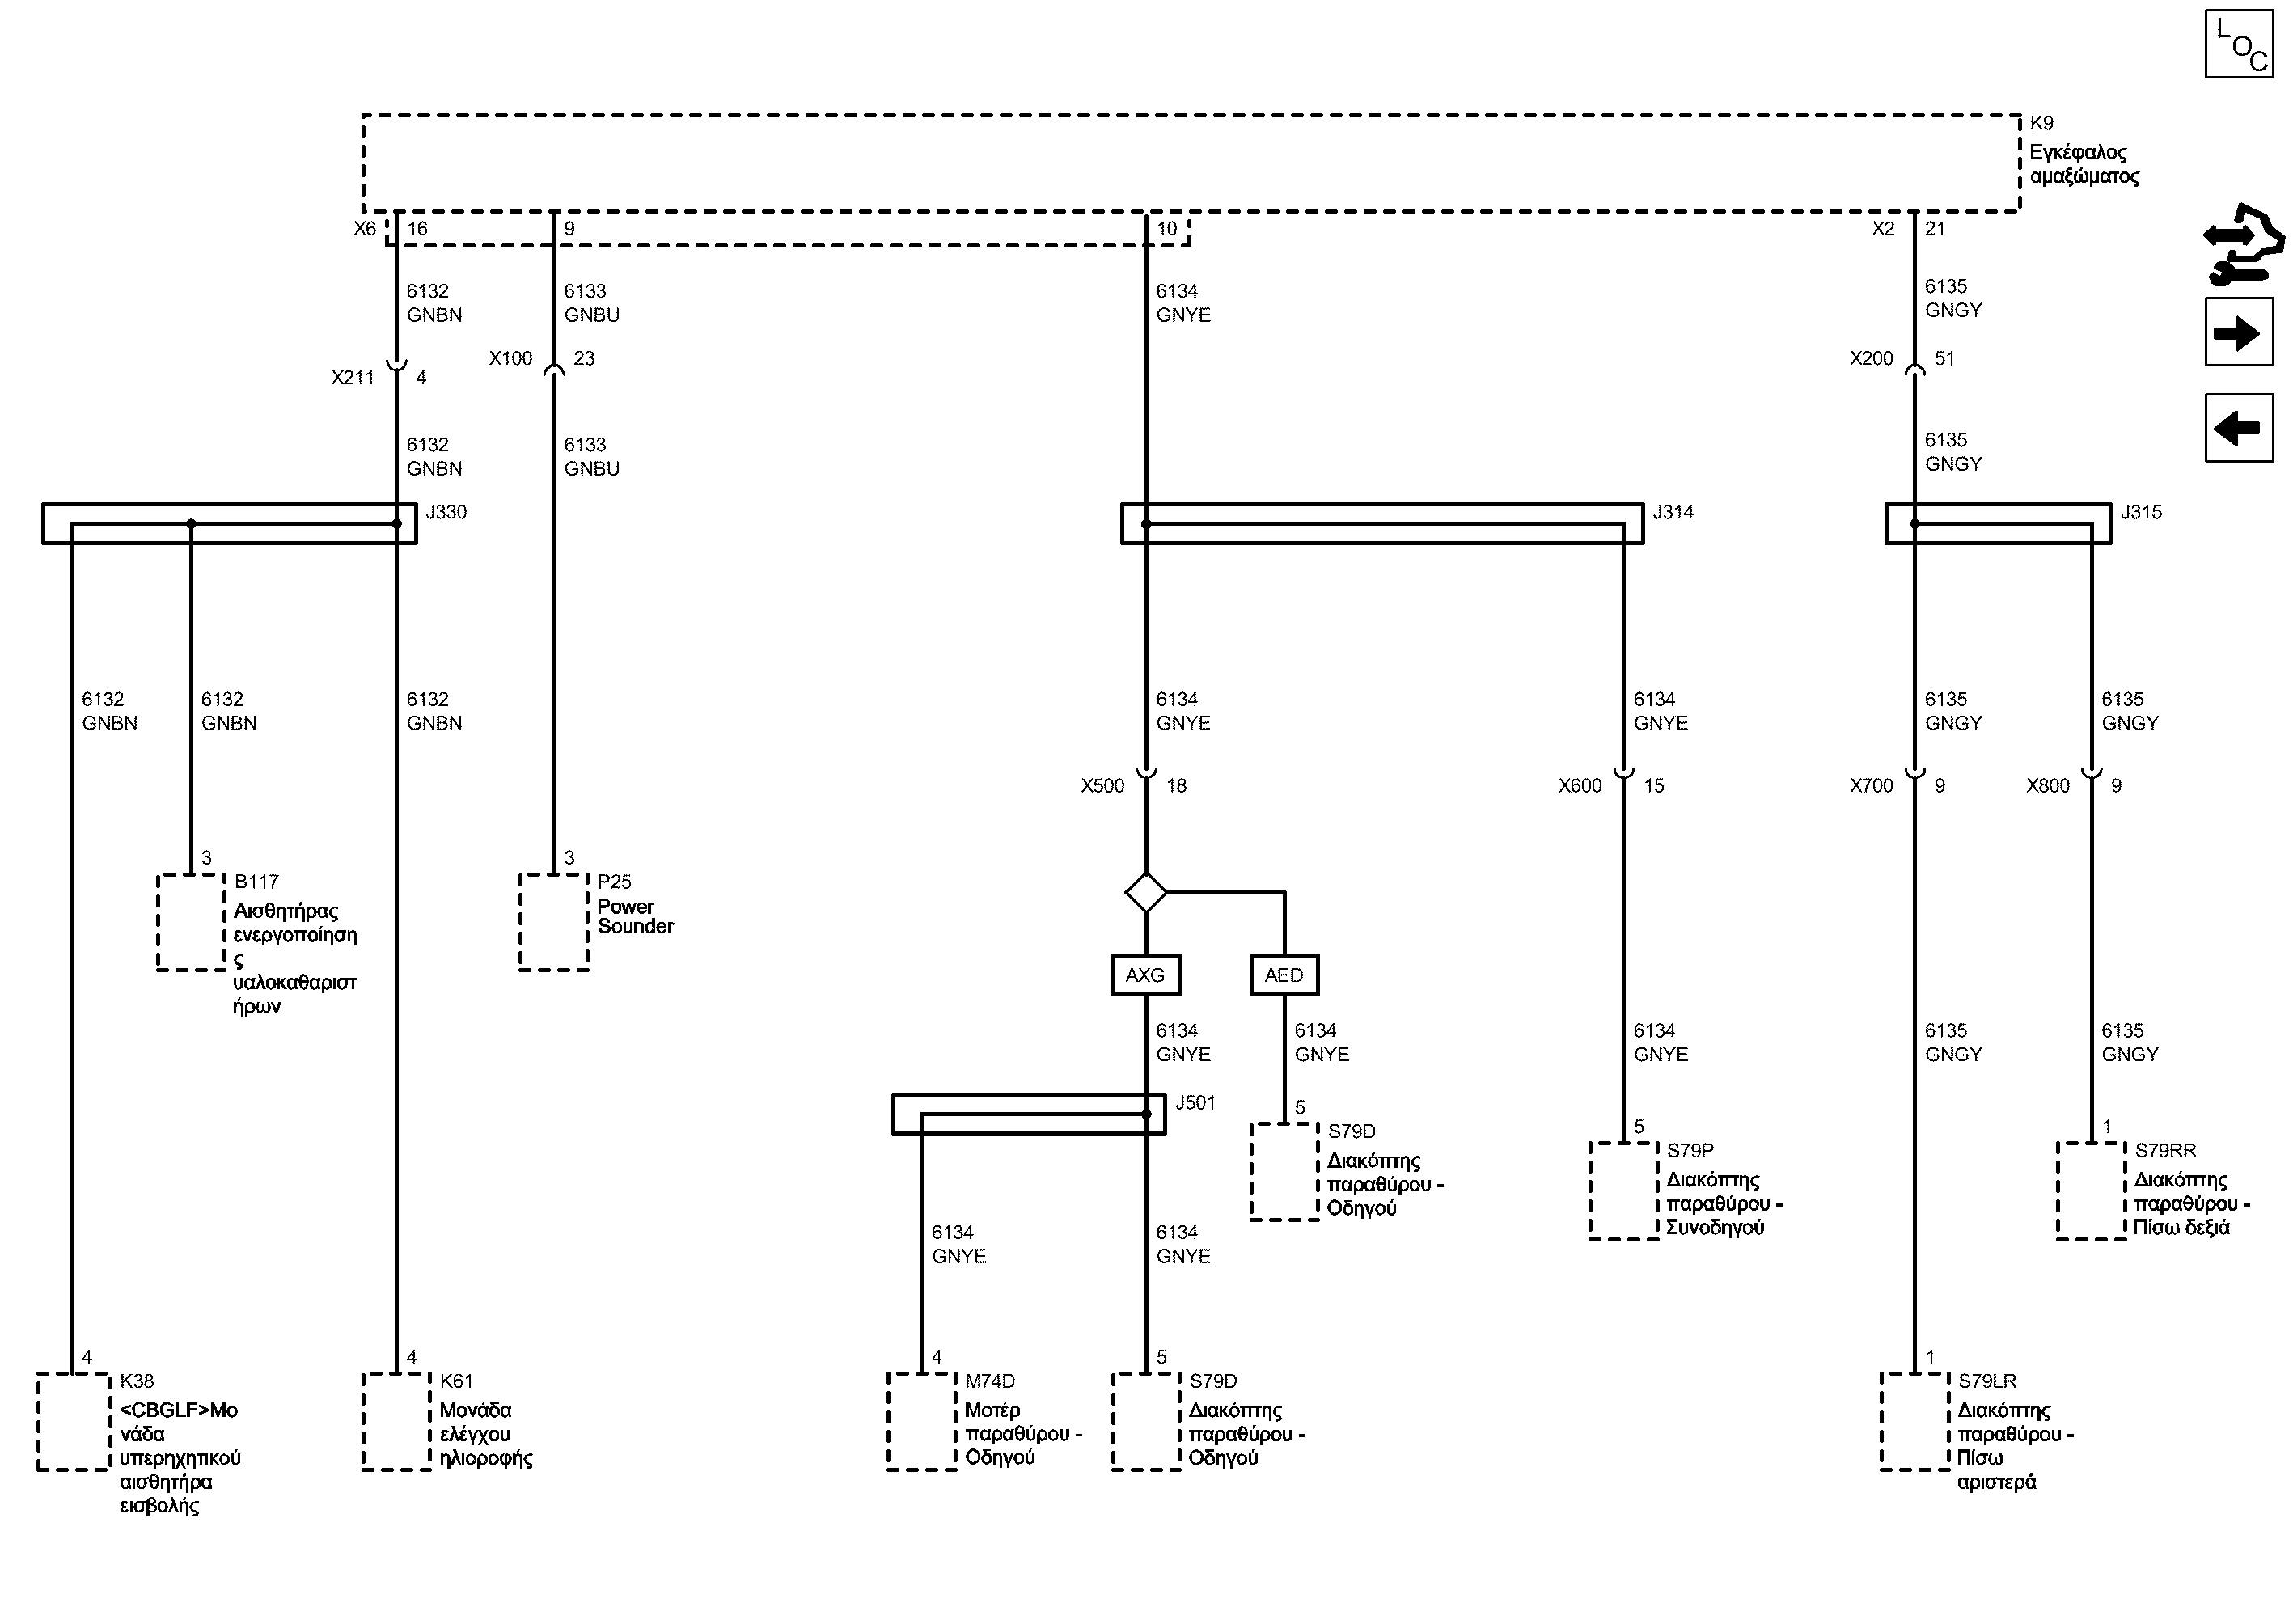 LOC
K9
Εγκέφαλος
αμαξώματος
X6
16
9
10
X2
21
6132
GNBN
6133
GNBU
6134
GNYE
6135
GNGY
X211
4
X100
23
X200
51
6132
GNBN
6133
GNBU
6135
GNGY
J330
J314
J315
6132
GNBN
6132
GNBN
6132
GNBN
6134
GNYE
6134
GNYE
6135
GNGY
6135
GNGY
X500
18
X600
15
X700
9
X800
9
3
B117
Αισθητήρας
ενεργοποίηση
ς
υαλοκαθαριστ
ήρων
3
P25
Power
Sounder
AXG
AED
6134
GNYE
6134
GNYE
6134
GNYE
6135
GNGY
6135
GNGY
J501
5
S79D
Διακόπτης
παραθύρου -
Οδηγού
5
S79P
Διακόπτης
παραθύρου -
Συνοδηγού
1
S79RR
Διακόπτης
παραθύρου -
Πίσω δεξιά
6134
GNYE
6134
GNYE
4
K38
<CBGLF>Μο
νάδα
υπερηχητικού
αισθητήρα
εισβολής
4
K61
Μονάδα
ελέγχου
ηλιοροφής
4
M74D
Μοτέρ
παραθύρου -
Οδηγού
5
S79D
Διακόπτης
παραθύρου -
Οδηγού
1
S79LR
Διακόπτης
παραθύρου -
Πίσω
αριστερά